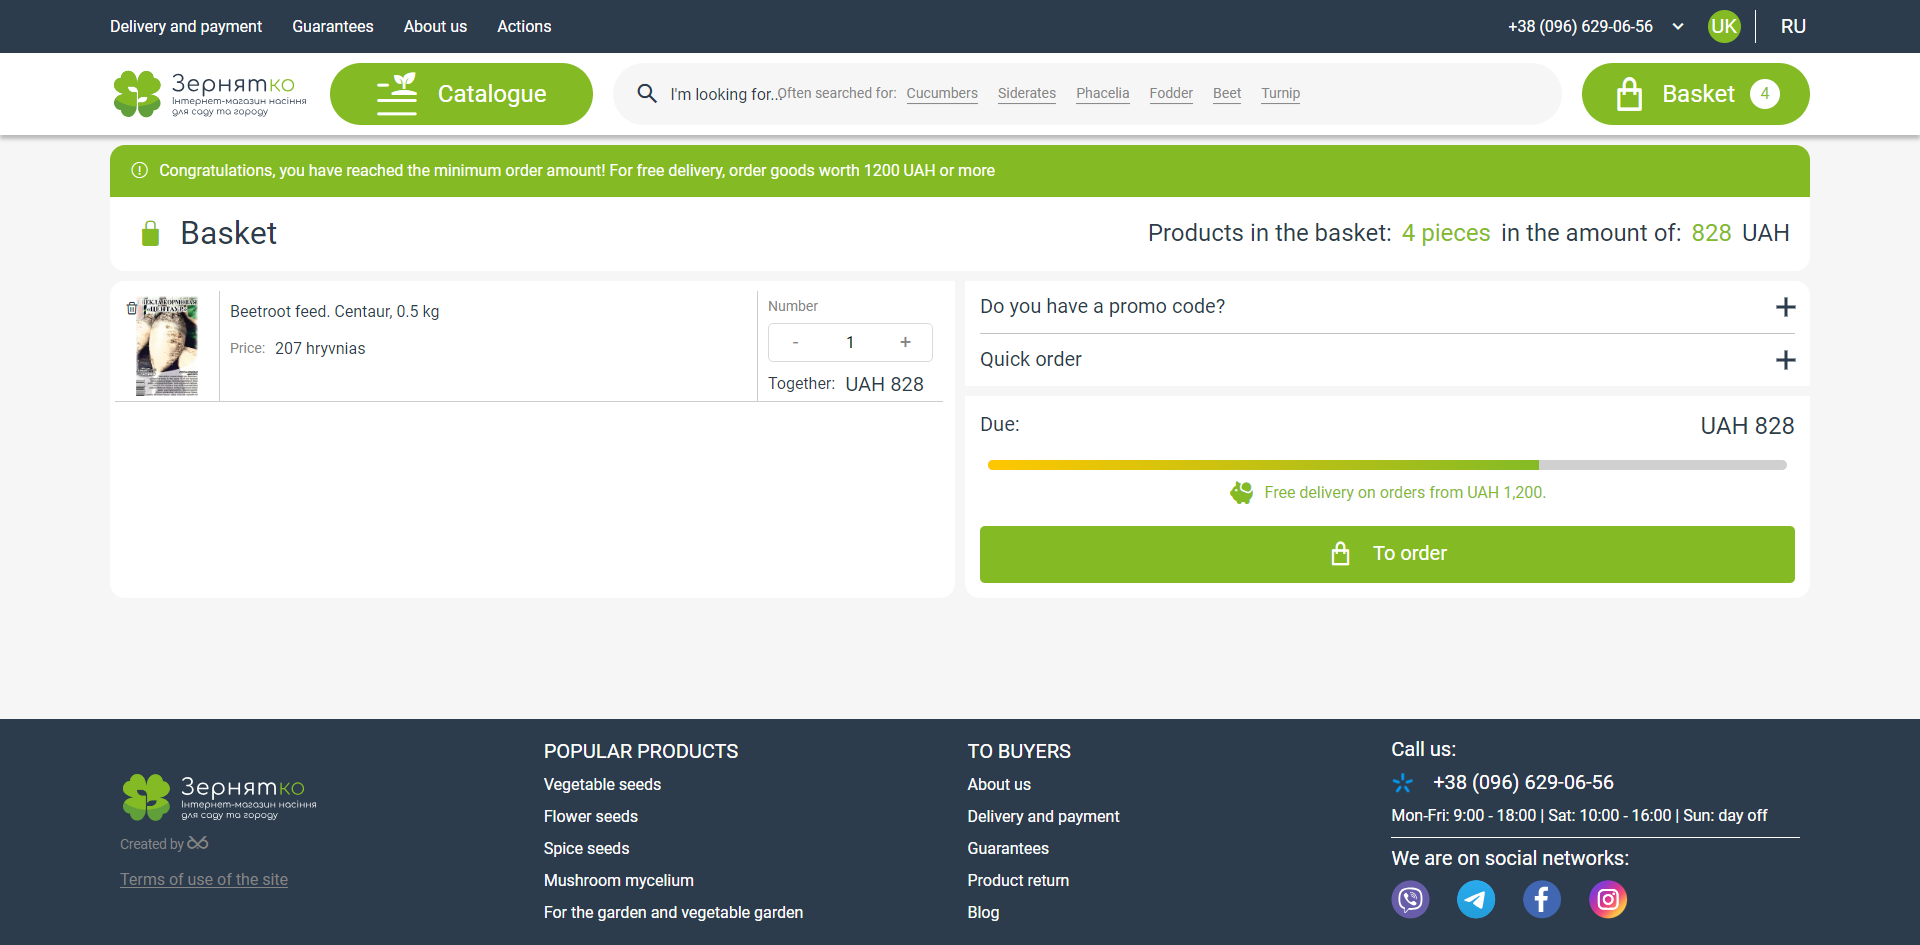 Delivery and payment Guarantees About us Actions +38 (096) 629-06-56 UK RU
Зернятко
Інтернет-магазин насіння
для саду та городу
Catalogue
I'm looking for... Often searched for: Cucumbers Siderates Phacelia Fodder Beet Turnip
Basket 4
Congratulations, you have reached the minimum order amount! For free delivery, order goods worth 1200 UAH or more
Basket
Products in the basket: 4 pieces in the amount of: 828 UAH
Beetroot feed. Centaur, 0.5 kg
Price: 207 hryvnias
Number
- 1 +
Together: UAH 828
Do you have a promo code?
Quick order
Due: UAH 828
Free delivery on orders from UAH 1,200.
To order
Зернятко
Інтернет-магазин насіння
для саду та городу
Created by
Terms of use of the site
POPULAR PRODUCTS
Vegetable seeds
Flower seeds
Spice seeds
Mushroom mycelium
For the garden and vegetable garden
TO BUYERS
About us
Delivery and payment
Guarantees
Product return
Blog
Call us:
+38 (096) 629-06-56
Mon-Fri: 9:00 - 18:00 | Sat: 10:00 - 16:00 | Sun: day off
We are on social networks: